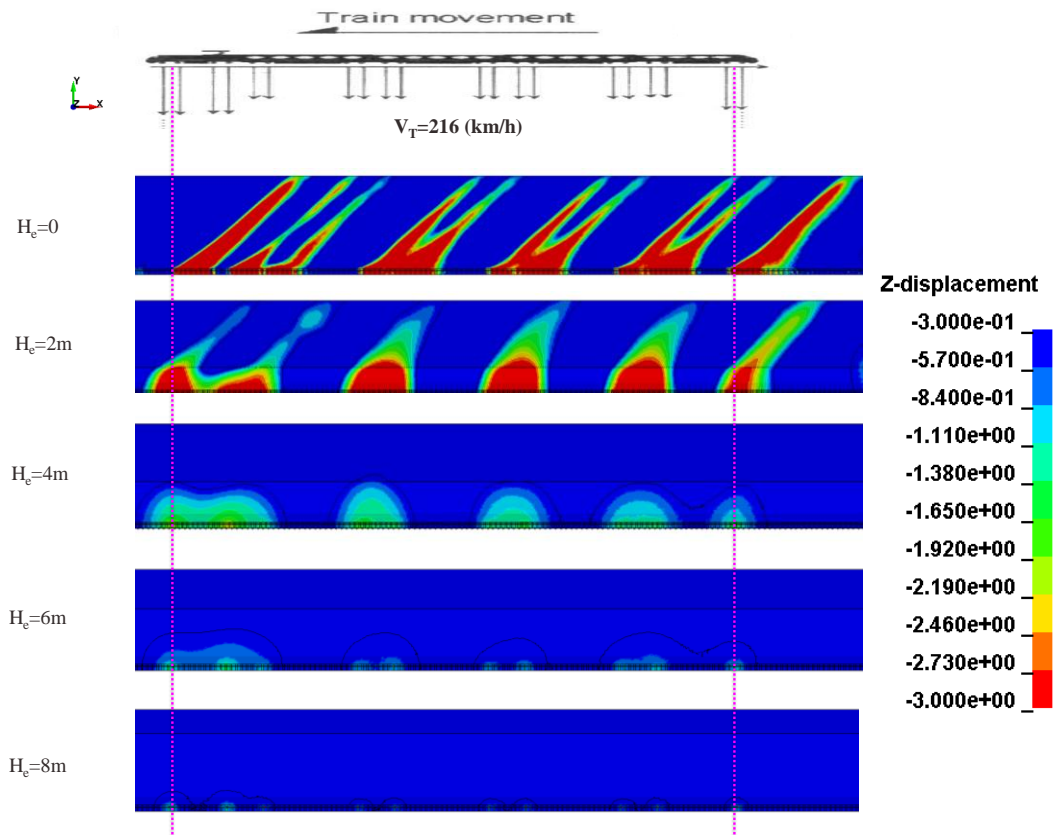 Train movement
Y
Z
X
V_T=216 (km/h)
H_e=0
H_e=2m
H_e=4m
H_e=6m
H_e=8m
Z-displacement
-3.000e-01
-5.700e-01
-8.400e-01
-1.110e+00
-1.380e+00
-1.650e+00
-1.920e+00
-2.190e+00
-2.460e+00
-2.730e+00
-3.000e+00